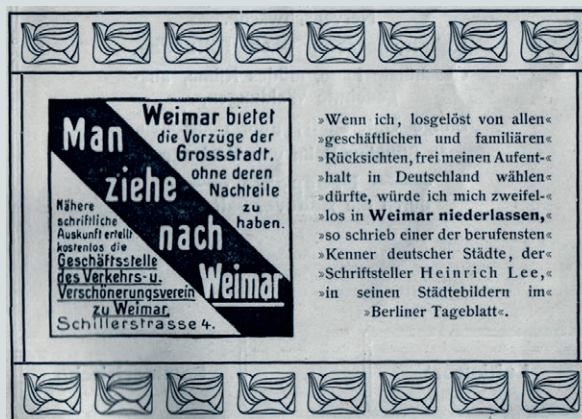 Man
ziehe
nach
Weimar
Weimar bietet
die Vorzüge der
Grossstadt,
ohne deren
Nachteile
zu
haben.
Nähere
schriftliche
Auskunft erteilt
kostenlos die
Geschäftsstelle
des Verkehrs- u.
Verschönerungsverein
zu Weimar,
Schillerstrasse 4.
»Wenn ich, losgelöst von allen«
»geschäftlichen und familiären«
»Rücksichten, frei meinen Aufent-«
»halt in Deutschland wählen«
»dürfte, würde ich mich zweifel-«
»los in Weimar niederlassen,«
»so schrieb einer der berufensten«
»Kenner deutscher Städte, der«
»Schriftsteller Heinrich Lee,«
»in seinen Städtebildern im«
»Berliner Tageblatt«.